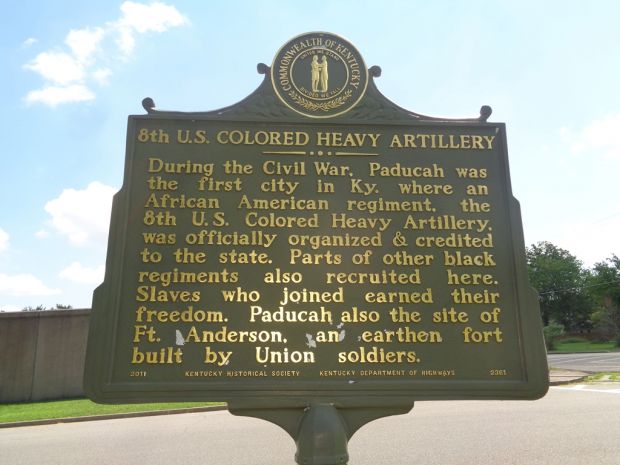 COMMONWEALTH OF KENTUCKY
UNITED WE STAND
DIVIDED WE FALL
8th U.S. COLORED HEAVY ARTILLERY
During the Civil War, Paducah was
the first city in Ky. where an
African American regiment, the
8th U.S. Colored Heavy Artillery,
was officially organized & credited
to the state. Parts of other black
regiments also recruited here.
Slaves who joined earned their
freedom. Paducah also the site of
Ft. Anderson, an earthen fort
built by Union soldiers.
2011 KENTUCKY HISTORICAL SOCIETY KENTUCKY DEPARTMENT OF HIGHWAYS 2361